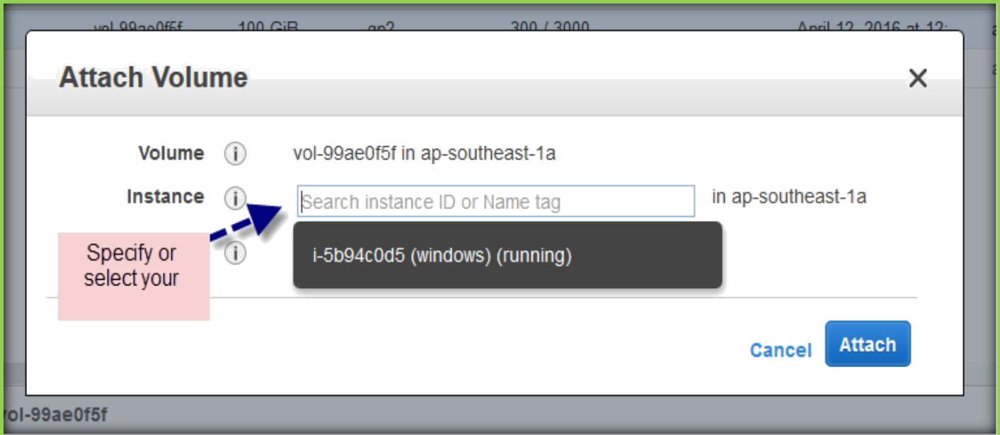 vol-99ae0f5f 100 GiB gp2 300 / 3000 April 12, 2016 at 12:
Attach Volume
Volume i vol-99ae0f5f in ap-southeast-1a
Instance i Search instance ID or Name tag in ap-southeast-1a
Specify or
select your
i
i-5b94c0d5 (windows) (running)
Cancel Attach
vol-99ae0f5f